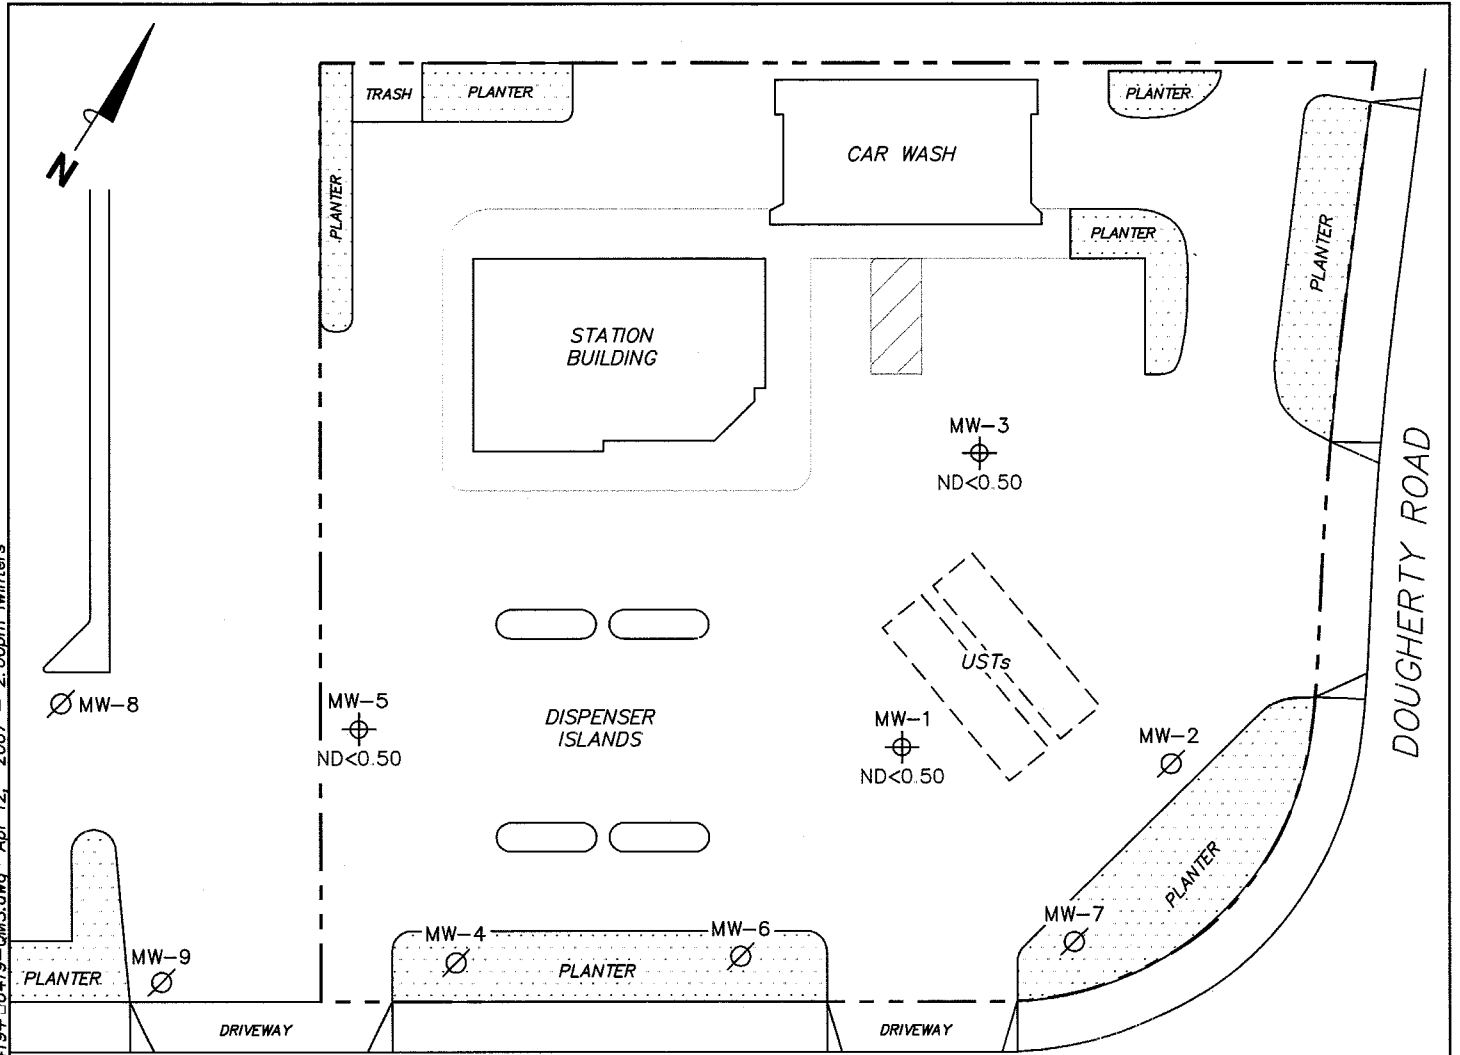 N
TRASH
PLANTER
PLANTER
PLANTER
CAR WASH
PLANTER
PLANTER
STATION
BUILDING
MW-3
ND<0.50
DOUGHERTY ROAD
USTs
MW-8
MW-5
ND<0.50
DISPENSER
ISLANDS
MW-1
ND<0.50
MW-2
PLANTER
MW-7
MW-4
MW-6
PLANTER
MW-9
PLANTER
DRIVEWAY
DRIVEWAY